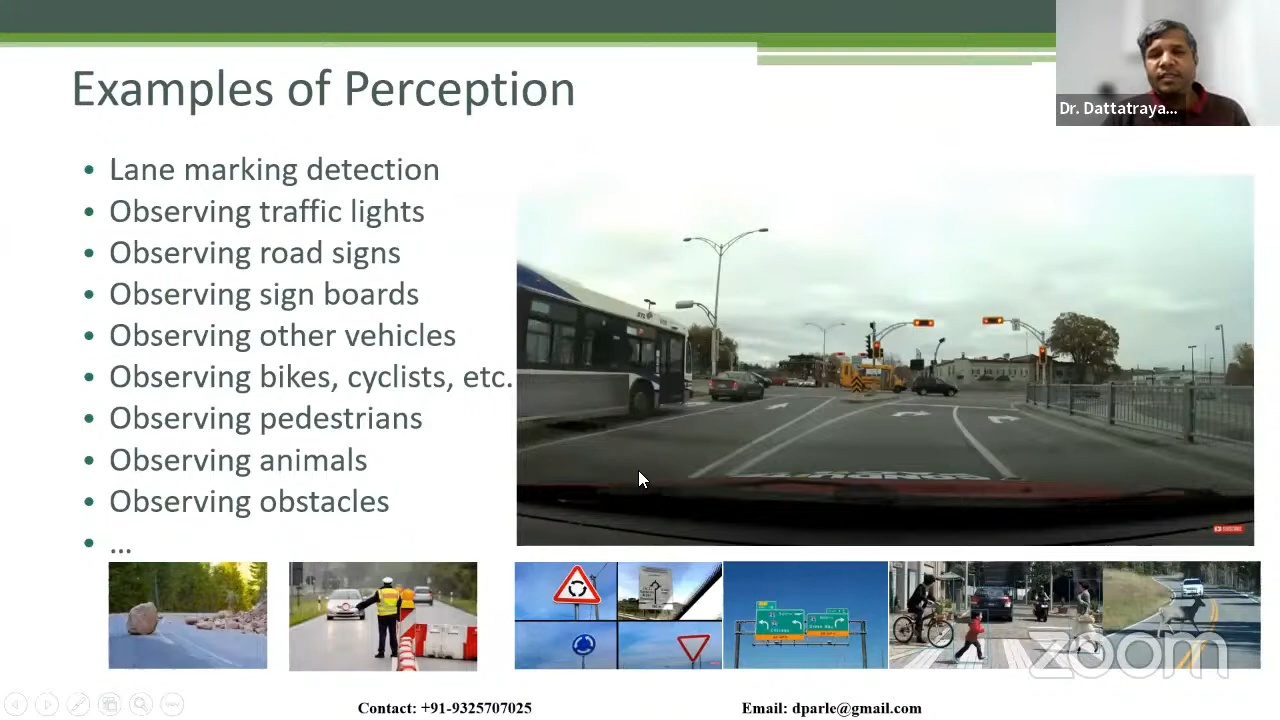 Examples of Perception
Dr. Dattatraya...
• Lane marking detection
• Observing traffic lights
• Observing road signs
• Observing sign boards
• Observing other vehicles
• Observing bikes, cyclists, etc.
• Observing pedestrians
• Observing animals
• Observing obstacles
• ...
SUBSCRIBE
Chicago
zoom
Contact: +91-9325707025
Email: dparle@gmail.com